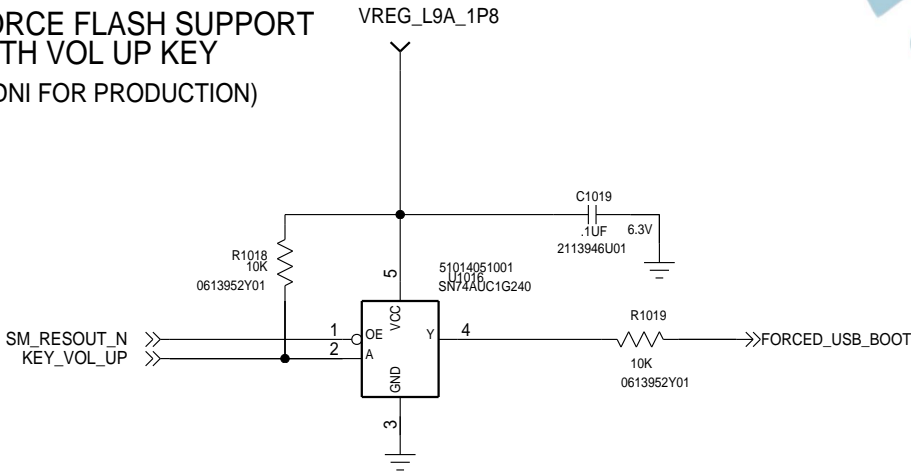 ORCE FLASH SUPPORT
TH VOL UP KEY
DNI FOR PRODUCTION)
VREG_L9A_1P8
C1019
.1UF 6.3V
2113946U01
R1018
10K
0613952Y01
5
51014051001
U1016
SN74AUC1G240
VCC
R1019
SM_RESOUT_N 1 OE Y 4 FORCED_USB_BOOT
KEY_VOL_UP 2 A
10K
0613952Y01
GND
3